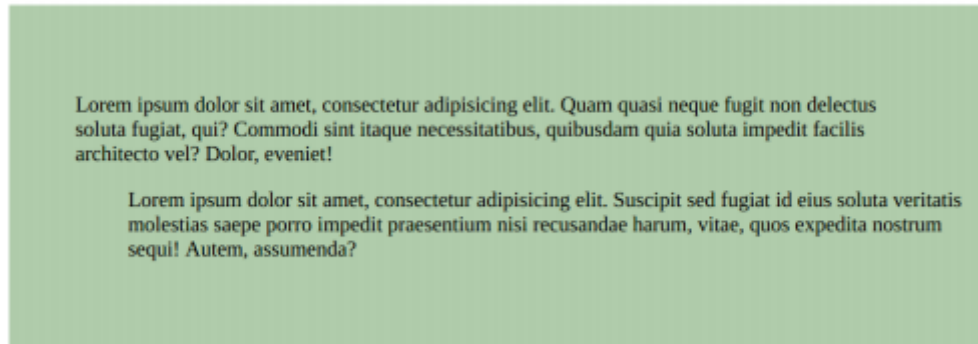 Lorem ipsum dolor sit amet, consectetur adipisicing elit. Quam quasi neque fugit non delectus
soluta fugiat, qui? Commodi sint itaque necessitatibus, quibusdam quia soluta impedit facilis
architecto vel? Dolor, eveniet!
Lorem ipsum dolor sit amet, consectetur adipisicing elit. Suscipit sed fugiat id eius soluta veritatis
molestias saepe porro impedit praesentium nisi recusandae harum, vitae, quos expedita nostrum
sequi! Autem, assumenda?